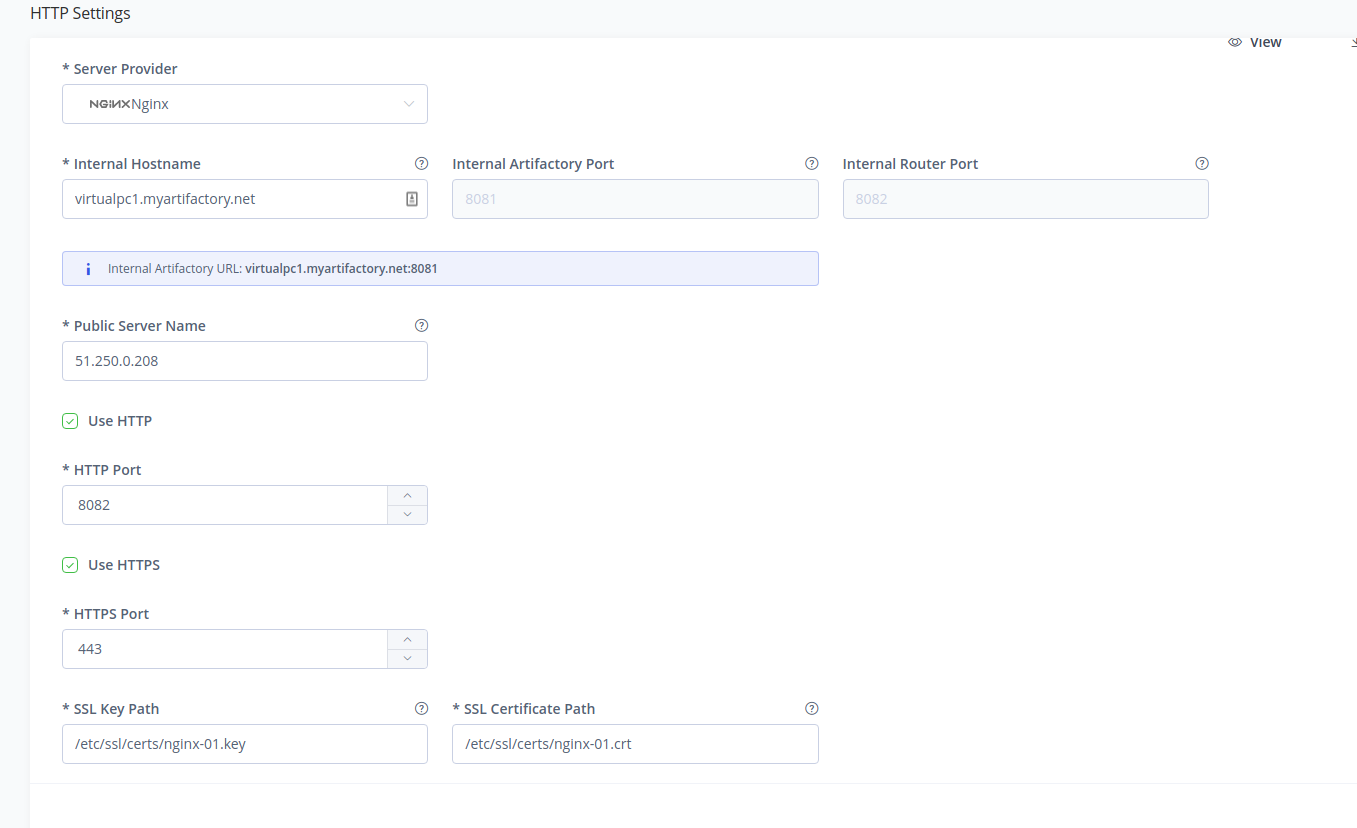 HTTP Settings
View
* Server Provider
NGINX Nginx
* Internal Hostname
Internal Artifactory Port
Internal Router Port
virtualpc1.myartifactory.net
8081
8082
Internal Artifactory URL: virtualpc1.myartifactory.net:8081
* Public Server Name
51.250.0.208
Use HTTP
* HTTP Port
8082
Use HTTPS
* HTTPS Port
443
* SSL Key Path
* SSL Certificate Path
/etc/ssl/certs/nginx-01.key
/etc/ssl/certs/nginx-01.crt